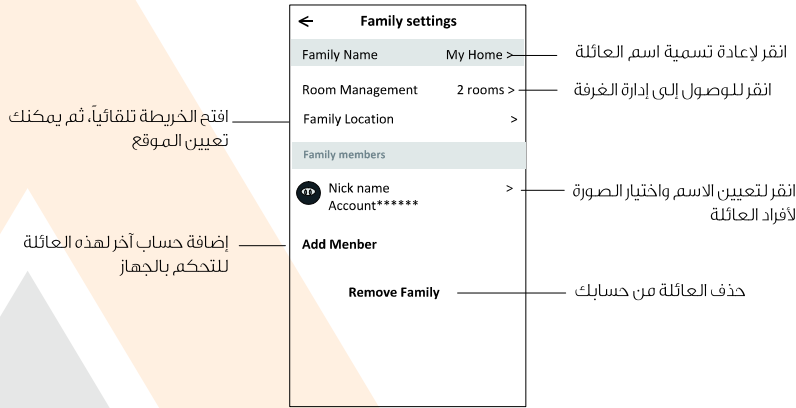 Family settings
Family Name
My Home >
انقر لإعادة تسمية اسم العائلة
Room Management
2 rooms >
انقر للوصول إلى إدارة الغرفة
Family Location
>
افتح الخريطة تلقائياً، ثم يمكنك
تعيين الموقع
Family members
Nick name
>
Account******
انقر لتعيين الاسم واختيار الصورة
لأفراد العائلة
Add Menber
إضافة حساب آخر لهذه العائلة
للتحكم بالجهاز
Remove Family
حذف العائلة من حسابك